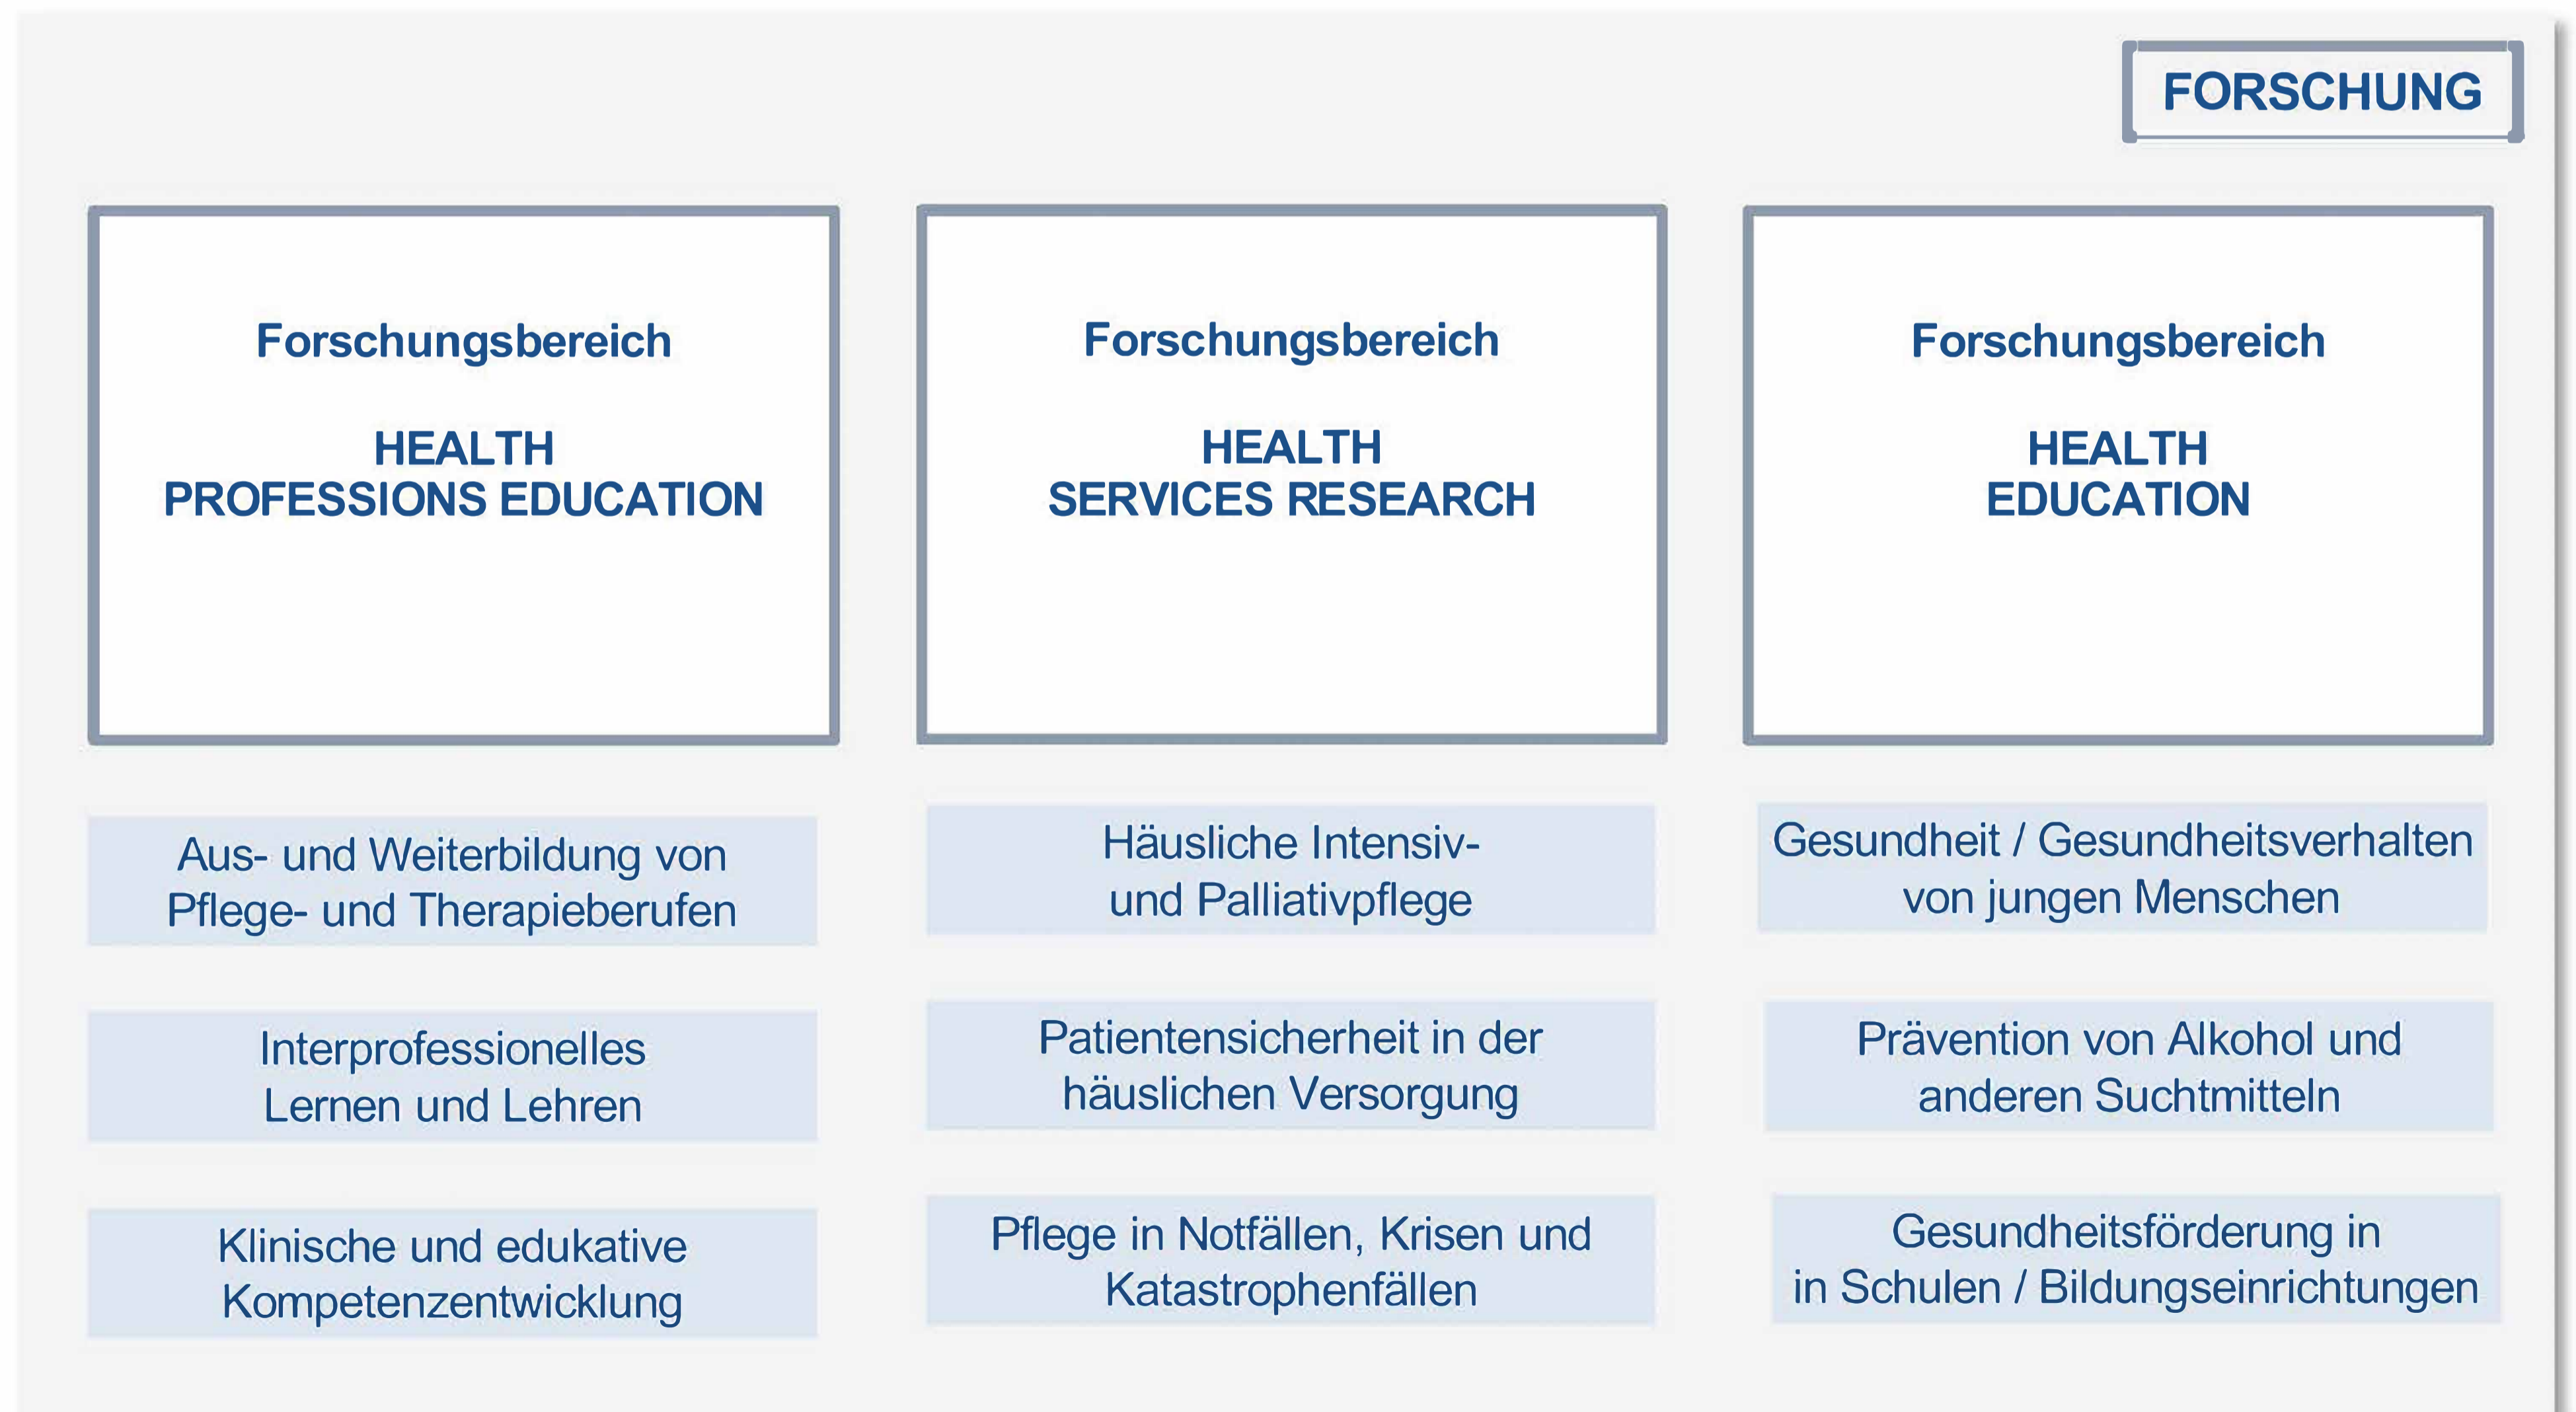 FORSCHUNG
Forschungsbereich
HEALTH
PROFESSIONS EDUCATION
Aus- und Weiterbildung von
Pflege- und Therapieberufen
Interprofessionelles
Lernen und Lehren
Klinische und edukative
Kompetenzentwicklung
Forschungsbereich
HEALTH
SERVICES RESEARCH
Häusliche Intensiv-
und Palliativpflege
Patientensicherheit in der
häuslichen Versorgung
Pflege in Notfällen, Krisen und
Katastrophenfällen
Forschungsbereich
HEALTH
EDUCATION
Gesundheit / Gesundheitsverhalten
von jungen Menschen
Prävention von Alkohol und
anderen Suchtmitteln
Gesundheitsförderung in
in Schulen / Bildungseinrichtungen